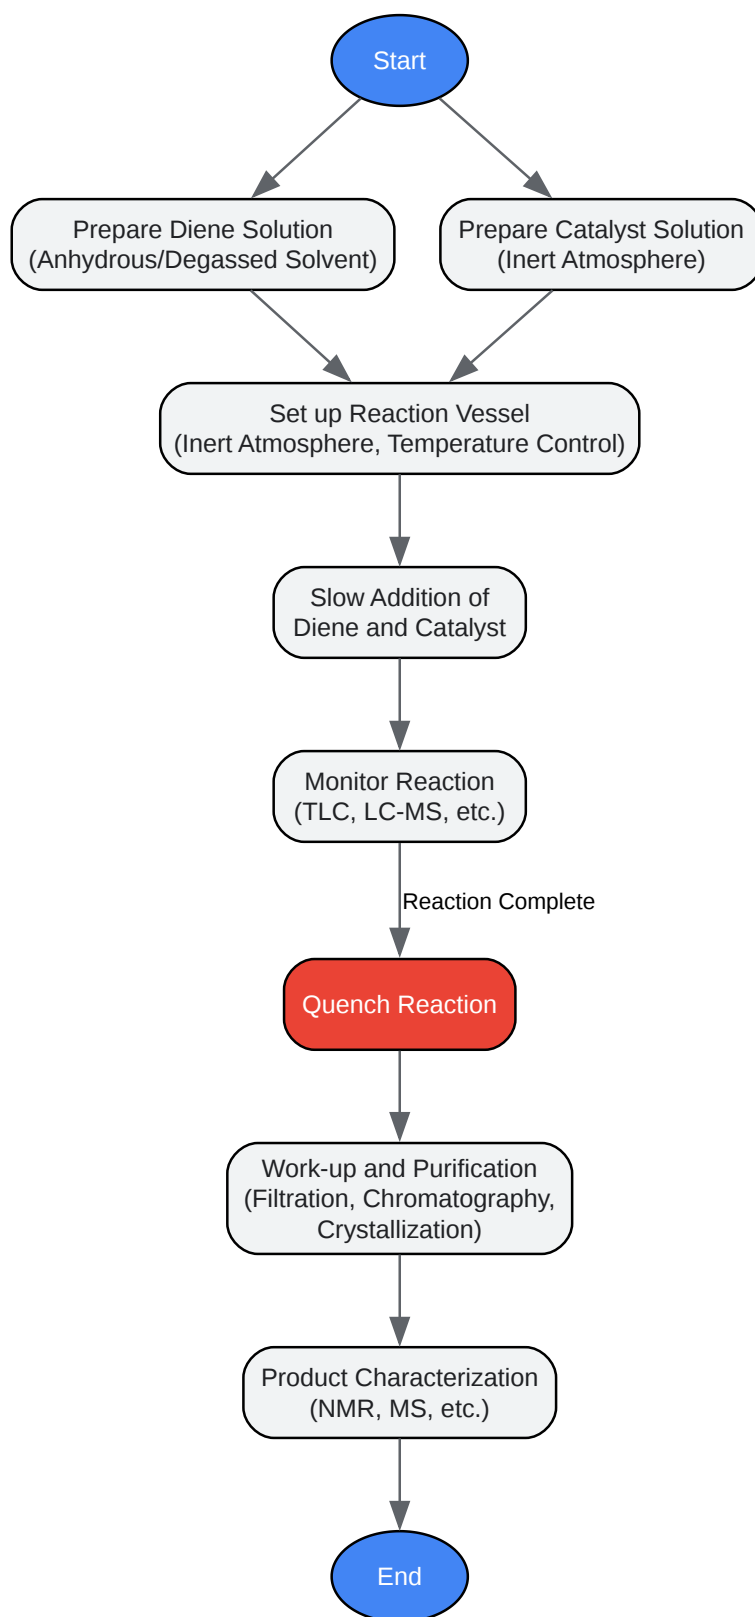 Start
Prepare Diene Solution
(Anhydrous/Degassed Solvent)
Prepare Catalyst Solution
(Inert Atmosphere)
Set up Reaction Vessel
(Inert Atmosphere, Temperature Control)
Slow Addition of
Diene and Catalyst
Monitor Reaction
(TLC, LC-MS, etc.)
Reaction Complete
Quench Reaction
Work-up and Purification
(Filtration, Chromatography,
Crystallization)
Product Characterization
(NMR, MS, etc.)
End